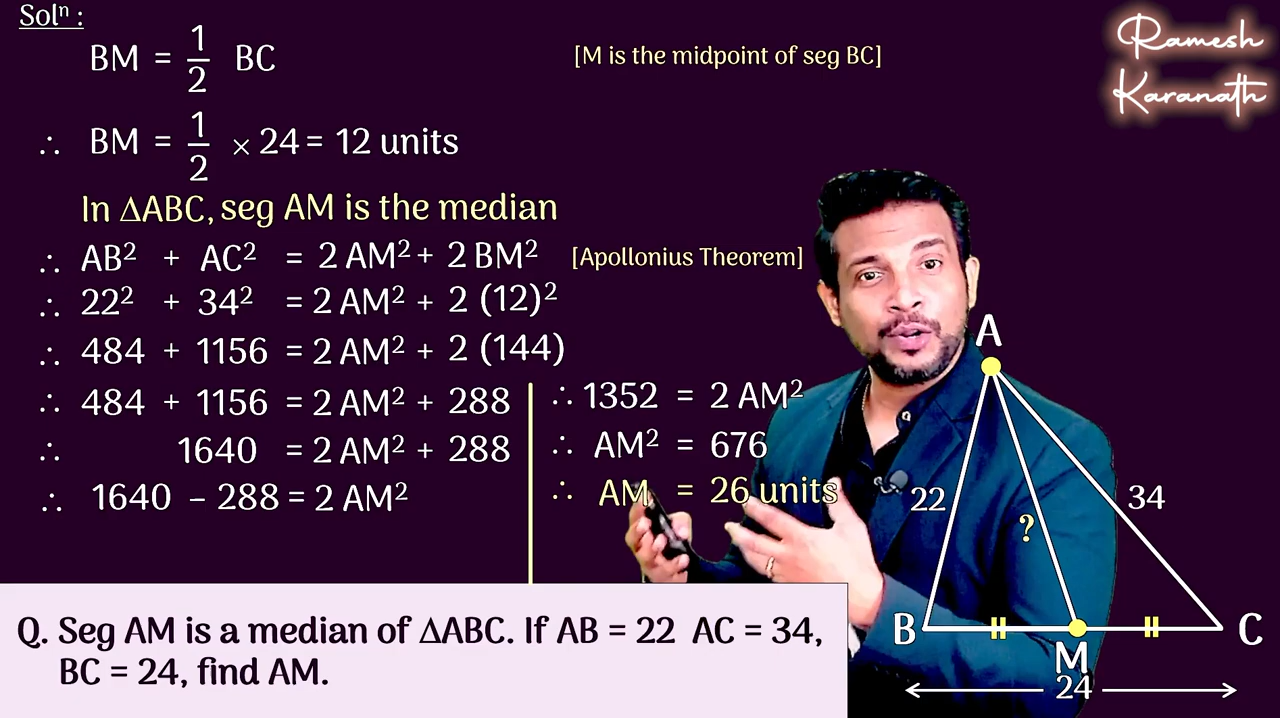 Solⁿ :
BM = 1/2 BC [M is the midpoint of seg BC]
∴ BM = 1/2 × 24 = 12 units
In ∆ABC, seg AM is the median
∴ AB² + AC² = 2 AM² + 2 BM² [Apollonius Theorem]
∴ 22² + 34² = 2 AM² + 2 (12)²
∴ 484 + 1156 = 2 AM² + 2 (144)
∴ 484 + 1156 = 2 AM² + 288
∴ 1640 = 2 AM² + 288
∴ 1640 – 288 = 2 AM²
∴ 1352 = 2 AM²
∴ AM² = 676
∴ AM = 26 units
Ramesh
Karanath
A
22
?
34
B
M
C
24
Q. Seg AM is a median of ∆ABC. If AB = 22 AC = 34,
BC = 24, find AM.